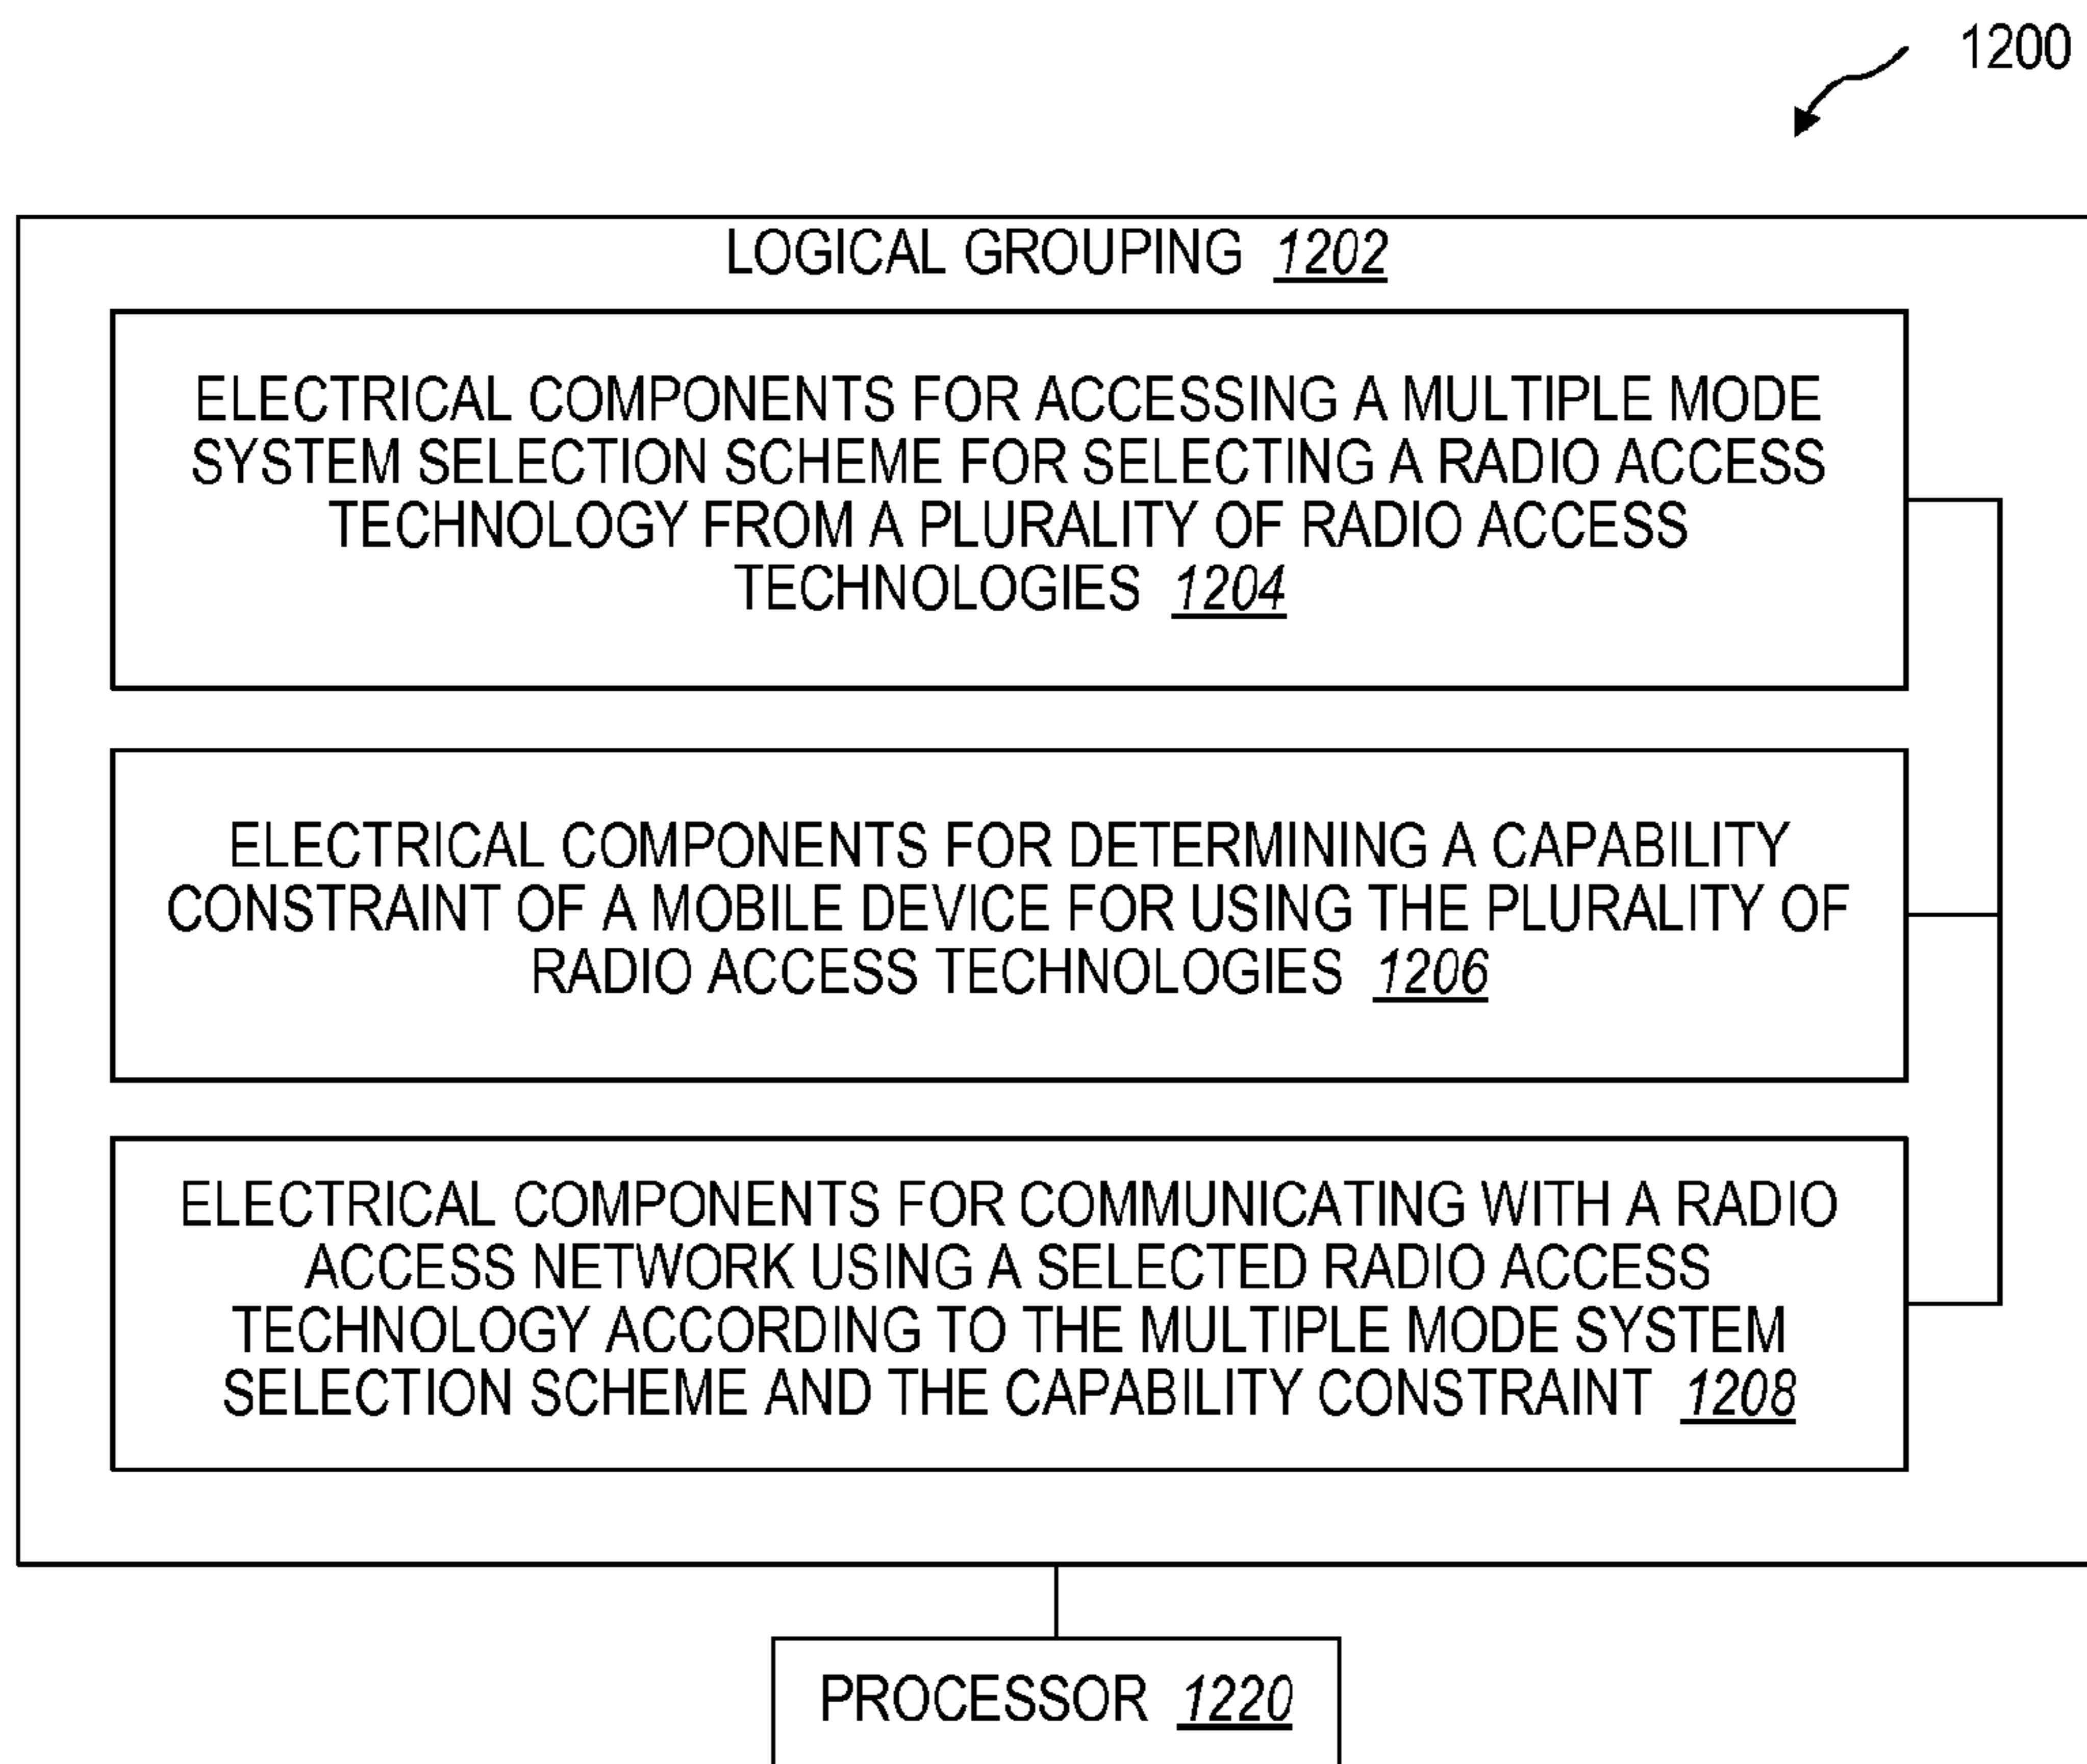 1200
LOGICAL GROUPING 1202
ELECTRICAL COMPONENTS FOR ACCESSING A MULTIPLE MODE
SYSTEM SELECTION SCHEME FOR SELECTING A RADIO ACCESS
TECHNOLOGY FROM A PLURALITY OF RADIO ACCESS
TECHNOLOGIES 1204
ELECTRICAL COMPONENTS FOR DETERMINING A CAPABILITY
CONSTRAINT OF A MOBILE DEVICE FOR USING THE PLURALITY OF
RADIO ACCESS TECHNOLOGIES 1206
ELECTRICAL COMPONENTS FOR COMMUNICATING WITH A RADIO
ACCESS NETWORK USING A SELECTED RADIO ACCESS
TECHNOLOGY ACCORDING TO THE MULTIPLE MODE SYSTEM
SELECTION SCHEME AND THE CAPABILITY CONSTRAINT 1208
PROCESSOR 1220